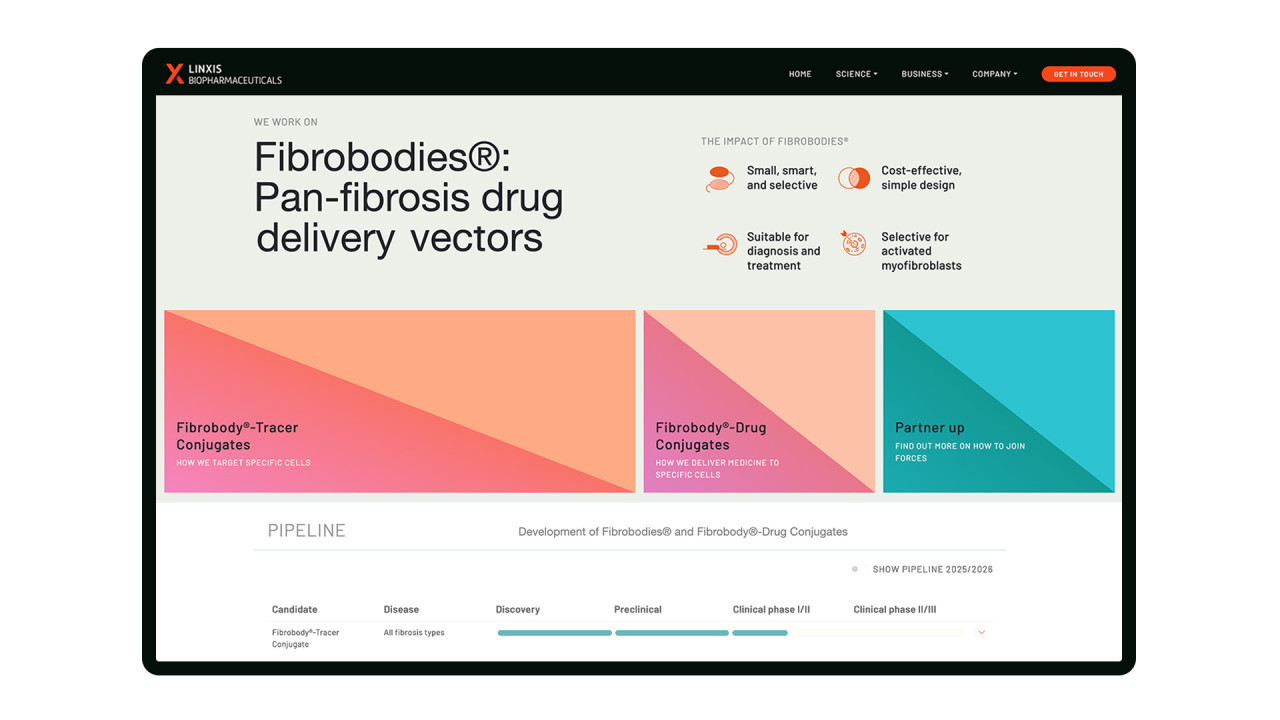 LINXIS
BIOPHARMACEUTICALS
HOME
SCIENCE
BUSINESS
COMPANY
GET IN TOUCH
WE WORK ON
Fibrobodies®:
Pan-fibrosis drug
delivery vectors
THE IMPACT OF FIBROBODIES®
Small, smart,
and selective
Cost-effective,
simple design
Suitable for
diagnosis and
treatment
Selective for
activated
myofibroblasts
Fibrobody®-Tracer
Conjugates
HOW WE TARGET SPECIFIC CELLS
Fibrobody®-Drug
Conjugates
HOW WE DELIVER MEDICINE TO
SPECIFIC CELLS
Partner up
FIND OUT MORE ON HOW TO JOIN
FORCES
PIPELINE
Development of Fibrobodies® and Fibrobody®-Drug Conjugates
SHOW PIPELINE 2025/2026
Candidate
Disease
Discovery
Preclinical
Clinical phase I/II
Clinical phase II/III
Fibrobody®-Tracer
Conjugate
All fibrosis types